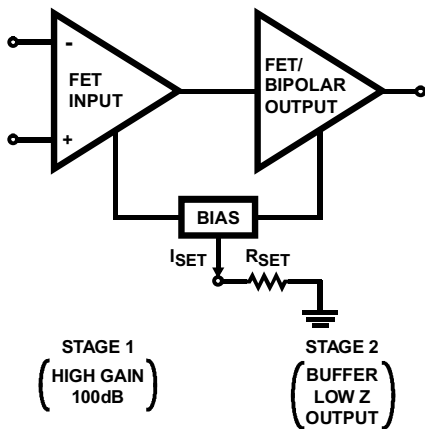 -
FET
INPUT
+
FET/
BIPOLAR
OUTPUT
BIAS
ISET
RSET
STAGE 1
(HIGH GAIN
100dB)
STAGE 2
(BUFFER
LOW Z
OUTPUT)